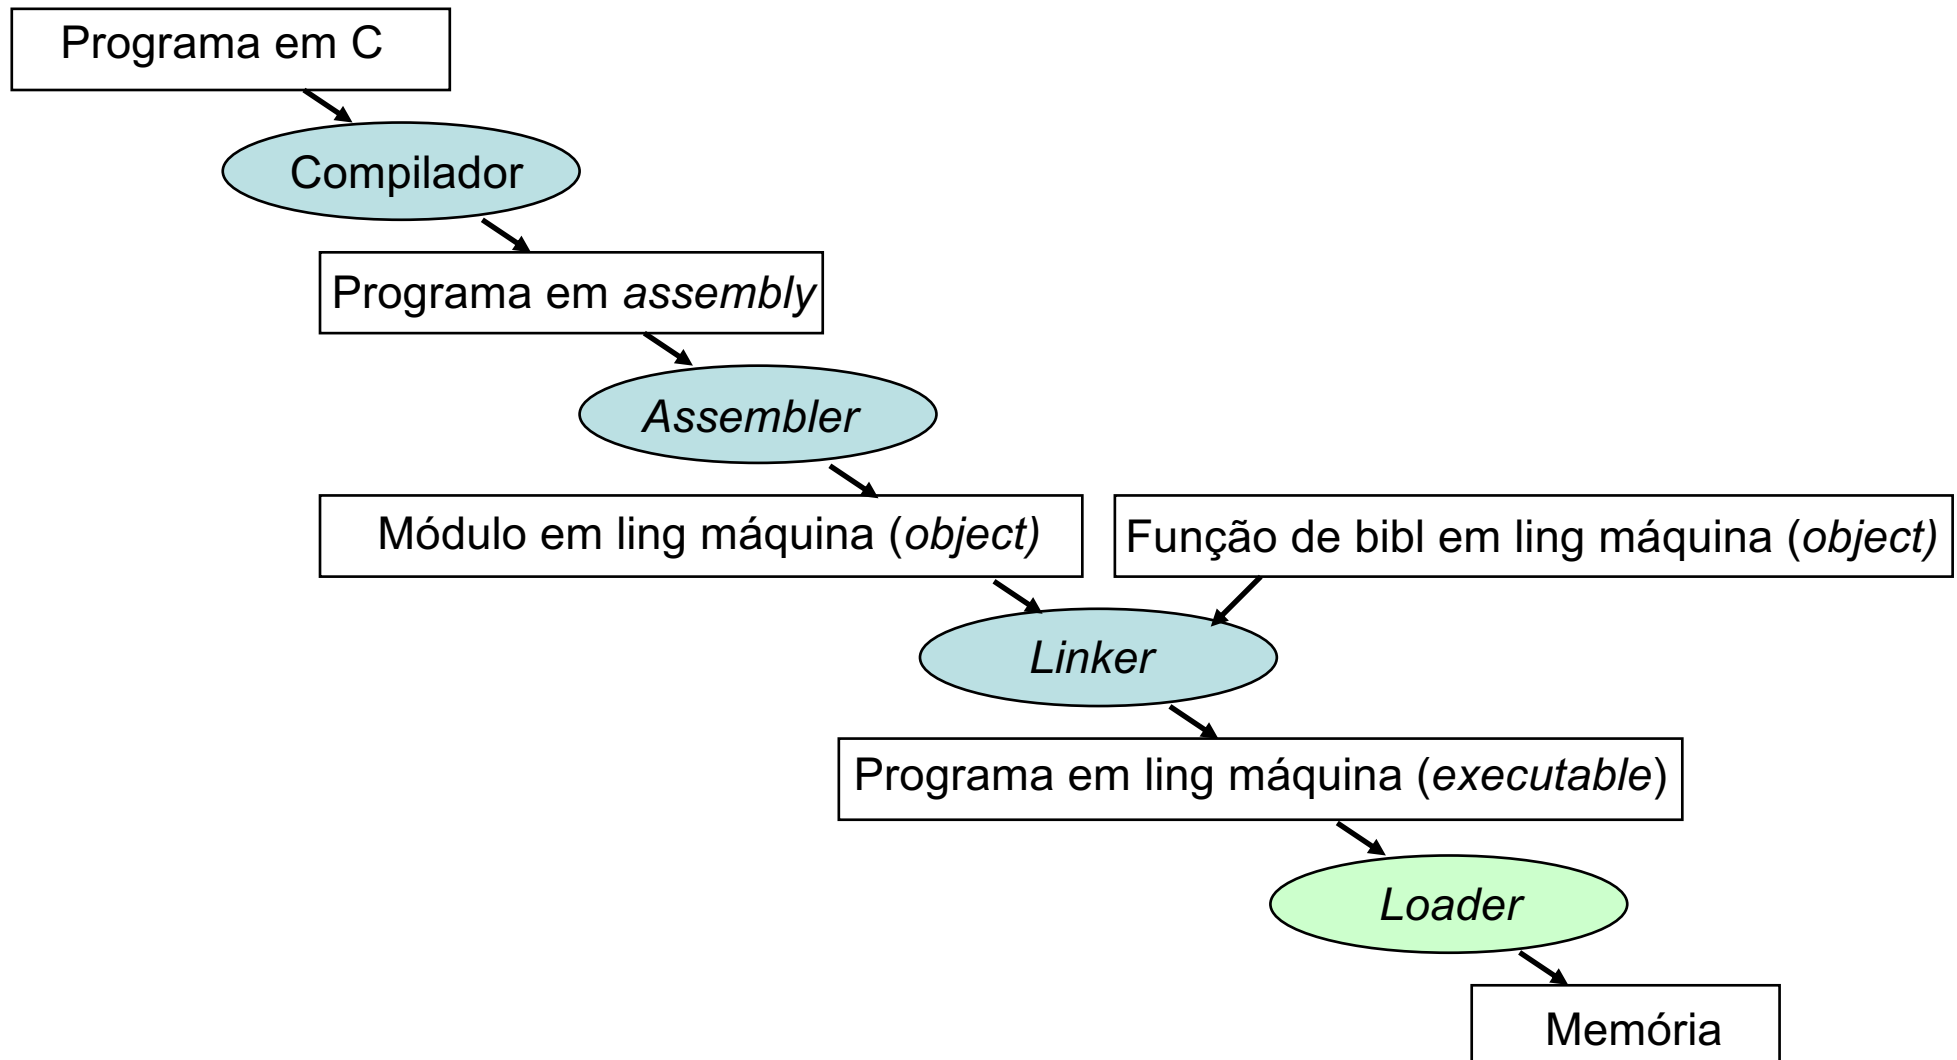 Programa em C
Compilador
Programa em assembly
Assembler
Módulo em ling máquina (object)
Função de bibl em ling máquina (object)
Linker
Programa em ling máquina (executable)
Loader
Memória